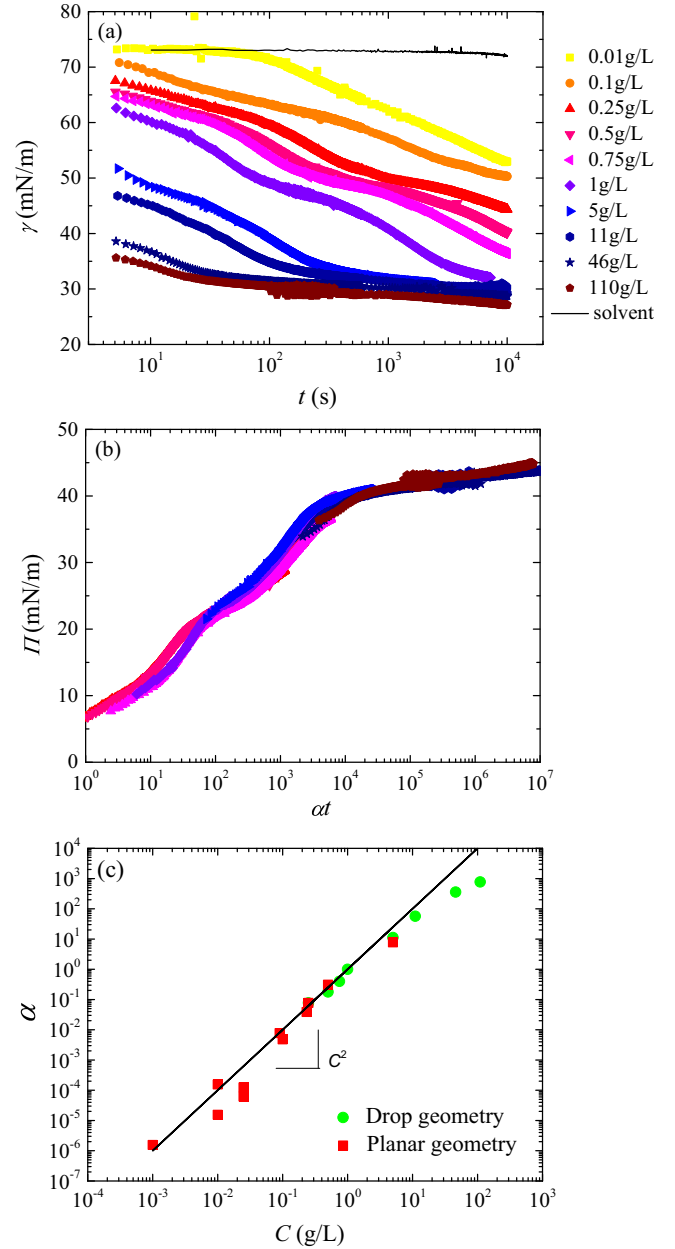 (a)
80
70
60
50
40
30
20
γ (mN/m)
10¹ 10² 10³ 10⁴
t (s)
0.01g/L
0.1g/L
0.25g/L
0.5g/L
0.75g/L
1g/L
5g/L
11g/L
46g/L
110g/L
solvent
(b)
50
40
30
20
10
0
Π (mN/m)
10⁰ 10¹ 10² 10³ 10⁴ 10⁵ 10⁶ 10⁷
αt
(c)
10⁴
10³
10²
10¹
10⁰
10⁻¹
10⁻²
10⁻³
10⁻⁴
10⁻⁵
10⁻⁶
10⁻⁷
α
C²
Drop geometry
Planar geometry
10⁻⁴ 10⁻³ 10⁻² 10⁻¹ 10⁰ 10¹ 10² 10³
C (g/L)